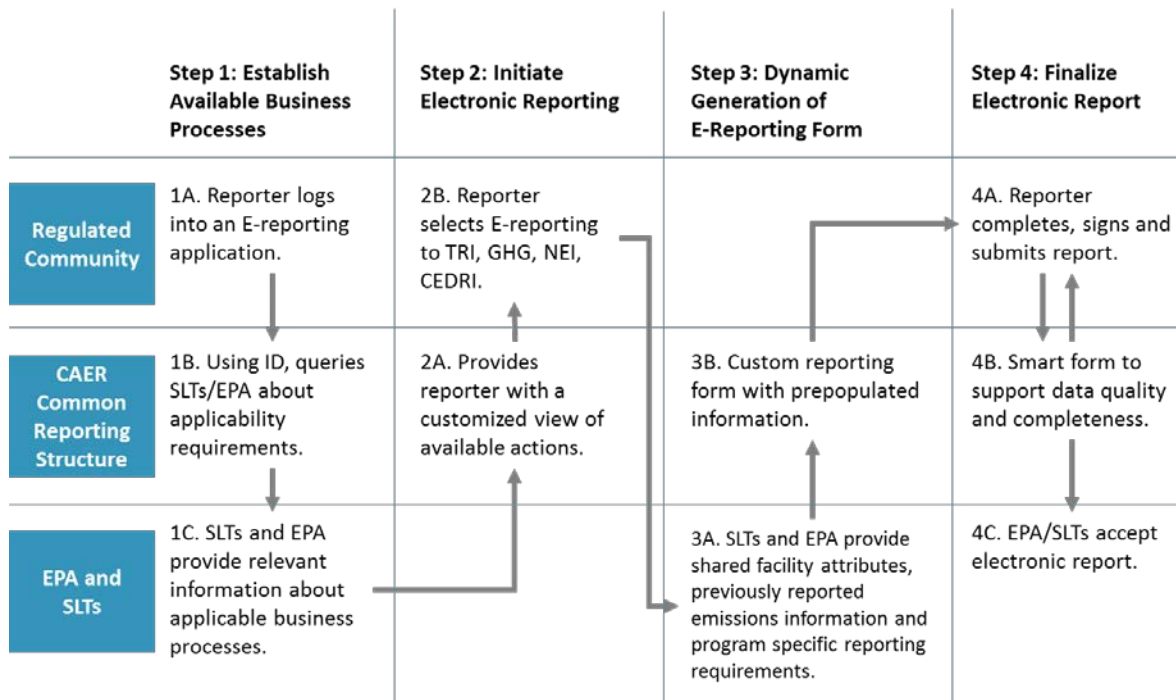 Step 1: Establish
Available Business
Processes
Step 2: Initiate
Electronic Reporting
Step 3: Dynamic
Generation of
E-Reporting Form
Step 4: Finalize
Electronic Report
Regulated
Community
1A. Reporter logs
into an E-reporting
application.
2B. Reporter
selects E-reporting
to TRI, GHG, NEI,
CEDRI.
4A. Reporter
completes, signs and
submits report.
CAER
Common
Reporting
Structure
1B. Using ID, queries
SLTs/EPA about
applicability
requirements.
2A. Provides
reporter with a
customized view of
available actions.
3B. Custom reporting
form with prepopulated
information.
4B. Smart form to
support data quality
and completeness.
EPA and
SLTs
1C. SLTs and EPA
provide relevant
information about
applicable business
processes.
3A. SLTs and EPA provide
shared facility attributes,
previously reported
emissions information and
program specific reporting
requirements.
4C. EPA/SLTs accept
electronic report.